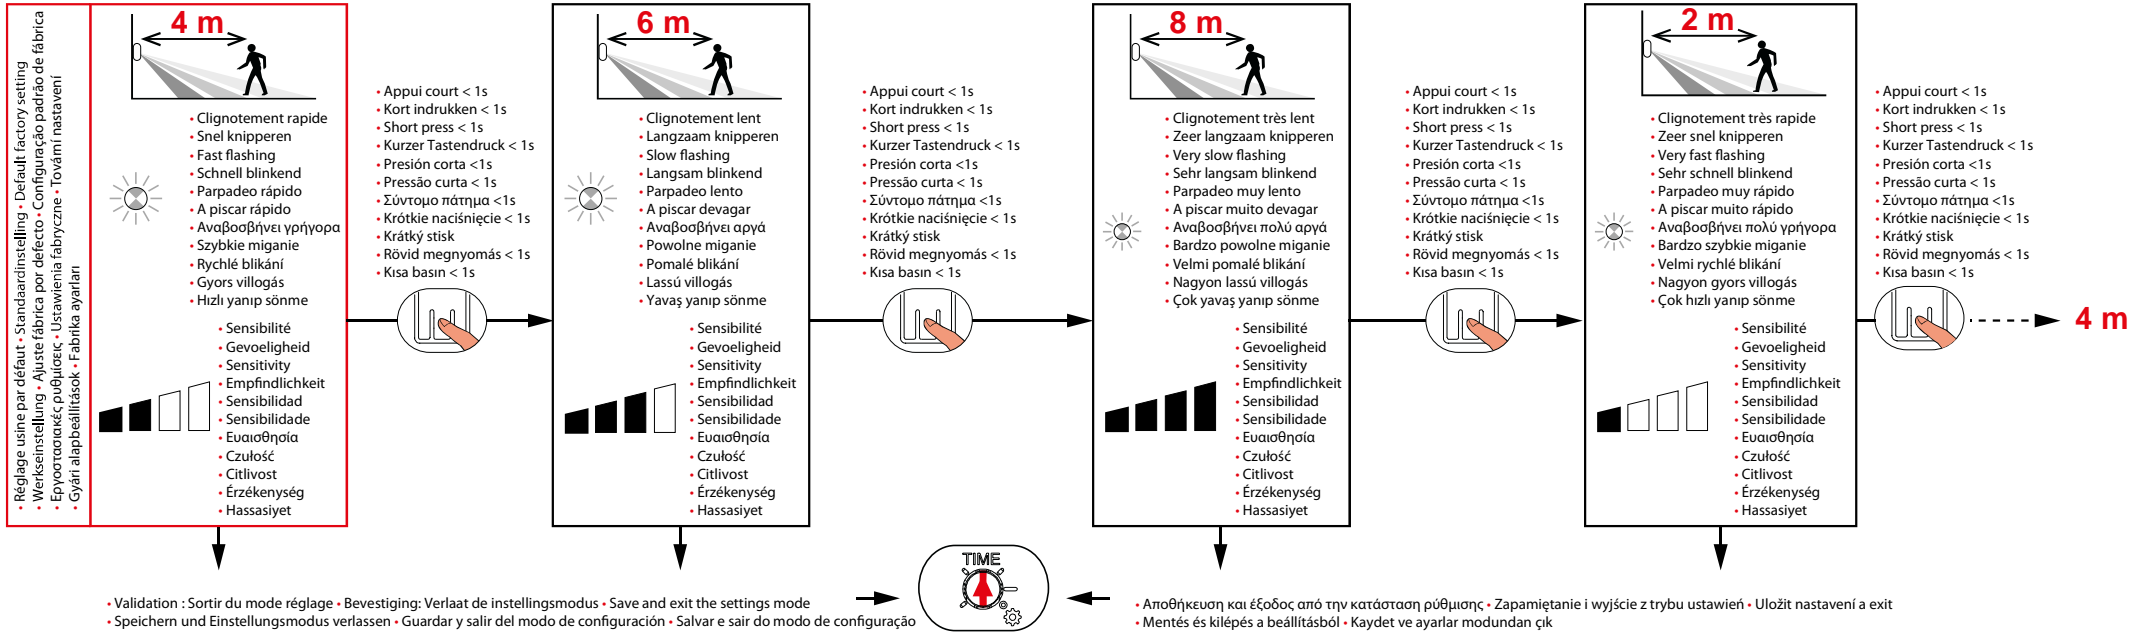 • Réglage usine par défaut • Standaardinstelling • Default factory setting
• Werkseinstellung • Ajuste fábrica por defecto • Configuração padrão de fábrica
• Εργοστασιακές ρυθμίσεις • Ustawienia fabryczne • Tování nastavení
• Gyári alapbeállítások • Fabrika ayarları
4 m
• Clignotement rapide
• Snel knipperen
• Fast flashing
• Schnell blinkend
• Parpadeo rápido
• A piscar rápido
• Αναβοσβήνει γρήγορα
• Szybkie miganie
• Rychlé blikání
• Gyors villogás
• Hızlı yanıp sönme
• Sensibilité
• Gevoeligheid
• Sensitivity
• Empfindlichkeit
• Sensibilidad
• Sensibilidade
• Ευαισθησία
• Czułość
• Citlivost
• Érzékenység
• Hassasiyet
• Appui court < 1s
• Kort indrukken < 1s
• Short press < 1s
• Kurzer Tastendruck < 1s
• Presión corta <1s
• Pressão curta < 1s
• Σύντομο πάτημα <1s
• Krótkie naciśnięcie < 1s
• Krátký stisk
• Rövid megnyomás < 1s
• Kısa basın < 1s
6 m
• Clignotement lent
• Langzaam knipperen
• Slow flashing
• Langsam blinkend
• Parpadeo lento
• A piscar devagar
• Αναβοσβήνει αργά
• Powolne miganie
• Pomalé blikání
• Lassú villogás
• Yavaş yanıp sönme
• Sensibilité
• Gevoeligheid
• Sensitivity
• Empfindlichkeit
• Sensibilidad
• Sensibilidade
• Ευαισθησία
• Czułość
• Citlivost
• Érzékenység
• Hassasiyet
• Appui court < 1s
• Kort indrukken < 1s
• Short press < 1s
• Kurzer Tastendruck < 1s
• Presión corta <1s
• Pressão curta < 1s
• Σύντομο πάτημα <1s
• Krótkie naciśnięcie < 1s
• Krátký stisk
• Rövid megnyomás < 1s
• Kısa basın < 1s
8 m
• Clignotement très lent
• Zeer langzaam knipperen
• Very slow flashing
• Sehr langsam blinkend
• Parpadeo muy lento
• A piscar muito devagar
• Αναβοσβήνει πολύ αργά
• Bardzo powolne miganie
• Velmi pomalé blikání
• Nagyon lassú villogás
• Çok yavaş yanıp sönme
• Sensibilité
• Gevoeligheid
• Sensitivity
• Empfindlichkeit
• Sensibilidad
• Sensibilidade
• Ευαισθησία
• Czułość
• Citlivost
• Érzékenység
• Hassasiyet
• Appui court < 1s
• Kort indrukken < 1s
• Short press < 1s
• Kurzer Tastendruck < 1s
• Presión corta <1s
• Pressão curta < 1s
• Σύντομο πάτημα <1s
• Krótkie naciśnięcie < 1s
• Krátký stisk
• Rövid megnyomás < 1s
• Kısa basın < 1s
2 m
• Clignotement très rapide
• Zeer snel knipperen
• Very fast flashing
• Sehr schnell blinkend
• Parpadeo muy rápido
• A piscar muito rápido
• Αναβοσβήνει πολύ γρήγορα
• Bardzo szybkie miganie
• Velmi rychlé blikání
• Nagyon gyors villogás
• Çok hızlı yanıp sönme
• Sensibilité
• Gevoeligheid
• Sensitivity
• Empfindlichkeit
• Sensibilidad
• Sensibilidade
• Ευαισθησία
• Czułość
• Citlivost
• Érzékenység
• Hassasiyet
• Appui court < 1s
• Kort indrukken < 1s
• Short press < 1s
• Kurzer Tastendruck < 1s
• Presión corta <1s
• Pressão curta < 1s
• Σύντομο πάτημα <1s
• Krótkie naciśnięcie < 1s
• Krátký stisk
• Rövid megnyomás < 1s
• Kısa basın < 1s
4 m
• Validation : Sortir du mode réglage • Bevestiging: Verlaat de instellingsmodus • Save and exit the settings mode
• Speichern und Einstellungsmodus verlassen • Guardar y salir del modo de configuración • Salvar e sair do modo de configuração
TIME
• Αποθήκευση και έξοδος από την κατάσταση ρύθμισης • Zapamiętanie i wyjście z trybu ustawień • Uložit nastavení a exit
• Mentés és kilépés a beállításból • Kaydet ve ayarlar modundan çık